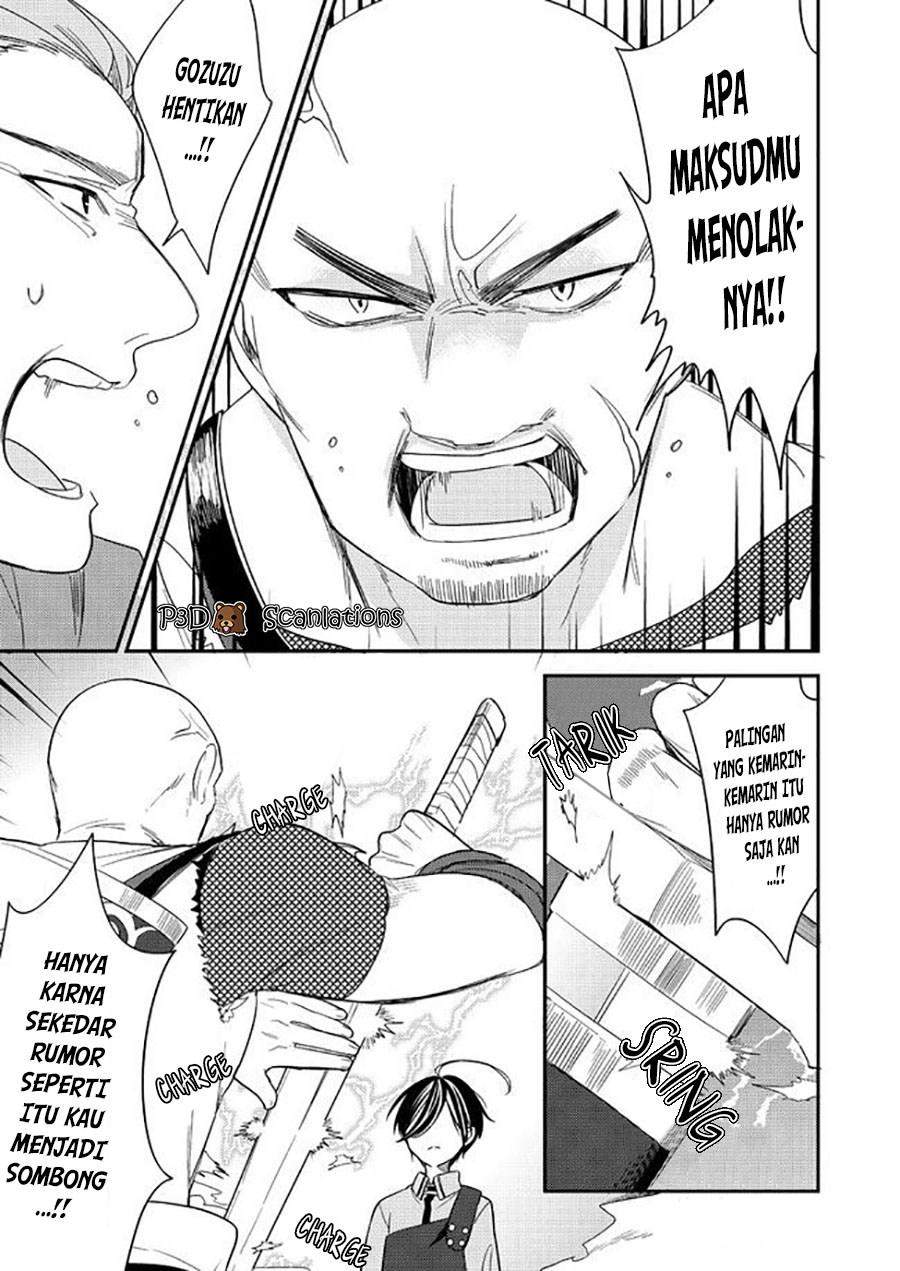 APA
MAKSUDMU
MENOLAK-
NYA!!
GOZUZU
HENTIKAN
...!!
P3D Scanlations
PALINGAN
YANG KEMARIN-
KEMARIN ITU
HANYA RUMOR
SAJA KAN
...!!
TARIK
SRING
CHARGE
HANYA
KARNA
SEKEDAR
RUMOR
SEPERTI
ITU KAU
MENJADI
SOMBONG
...!!
CHARGE
CHARGE